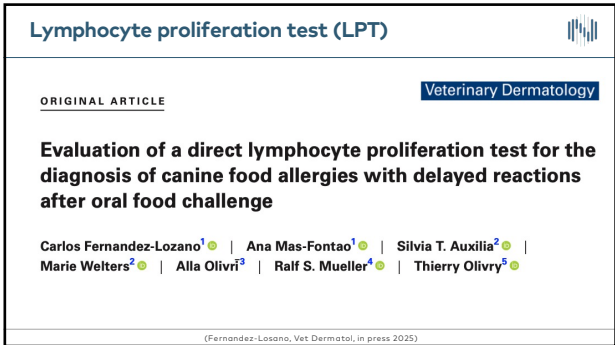 Lymphocyte proliferation test (LPT)
ORIGINAL ARTICLE
Veterinary Dermatology
Evaluation of a direct lymphocyte proliferation test for the
diagnosis of canine food allergies with delayed reactions
after oral food challenge
Carlos Fernandez-Lozano1 | Ana Mas-Fontao1 | Silvia T. Auxilia2 |
Marie Welters2 | Alla Olivrī3 | Ralf S. Mueller4 | Thierry Olivry5
(Fernandez-Losano, Vet Dermatol, in press 2025)